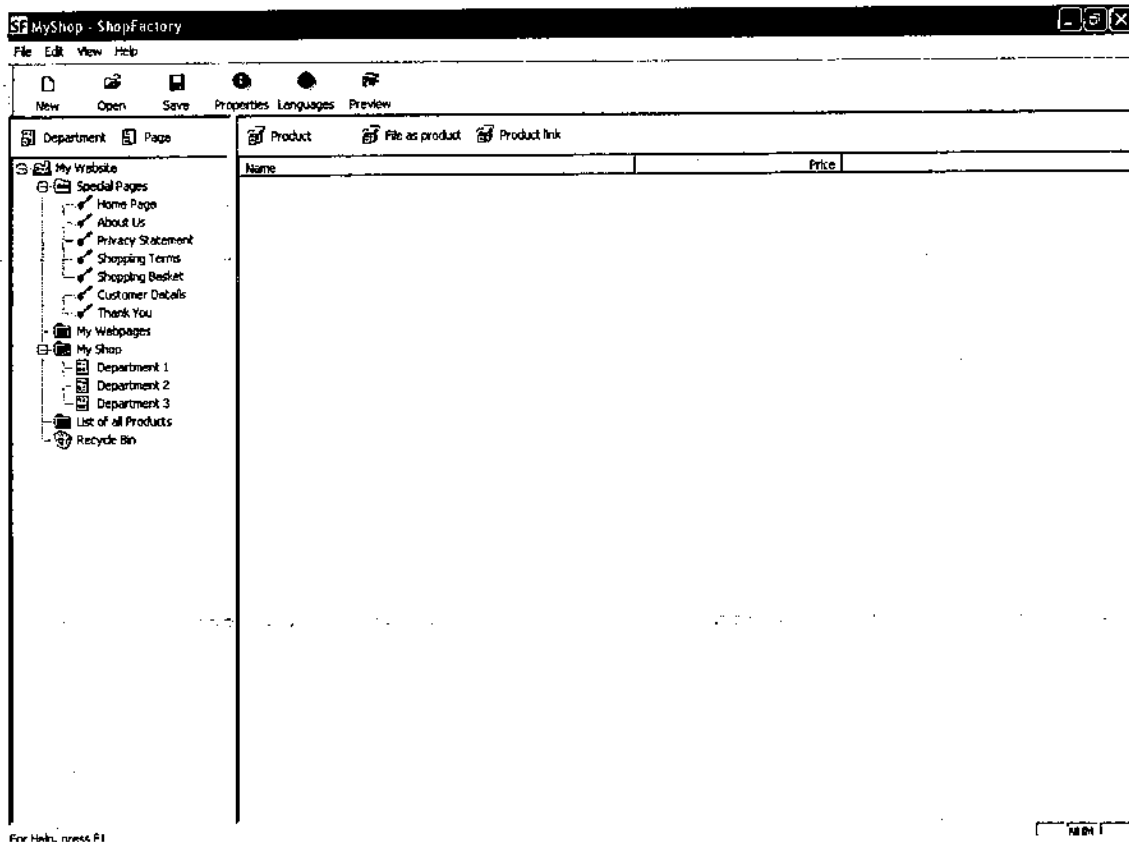 SF MyShop - ShopFactory
File Edit View Help
New Open Save Properties Languages Preview
Department Page Product File as product Product link
Name Price
My Website
Special Pages
Home Page
About Us
Privacy Statement
Shopping Terms
Shopping Basket
Customer Details
Thank You
My Webpages
My Shop
Department 1
Department 2
Department 3
List of all Products
Recycle Bin
For Help, press F1
NUM